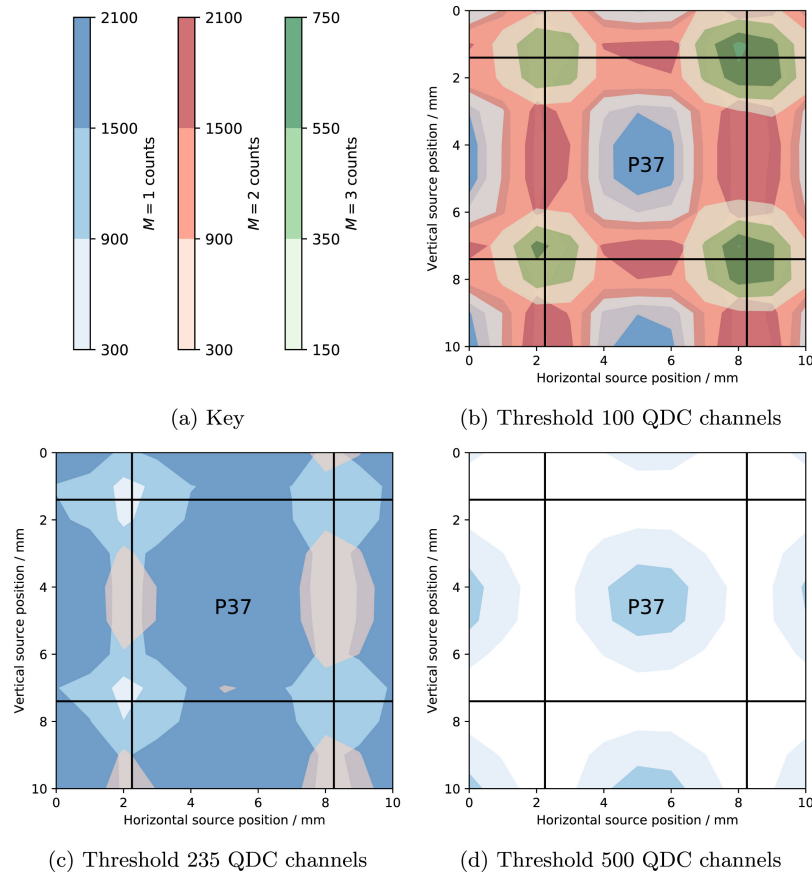 2100
1500
900
300
M = 1 counts
2100
1500
900
300
M = 2 counts
750
550
350
150
M = 3 counts
(a) Key
0
2
4
6
8
10
Vertical source position / mm
P37
0 2 4 6 8 10
Horizontal source position / mm
(b) Threshold 100 QDC channels
0
2
4
6
8
10
Vertical source position / mm
P37
0 2 4 6 8 10
Horizontal source position / mm
(c) Threshold 235 QDC channels
0
2
4
6
8
10
Vertical source position / mm
P37
0 2 4 6 8 10
Horizontal source position / mm
(d) Threshold 500 QDC channels